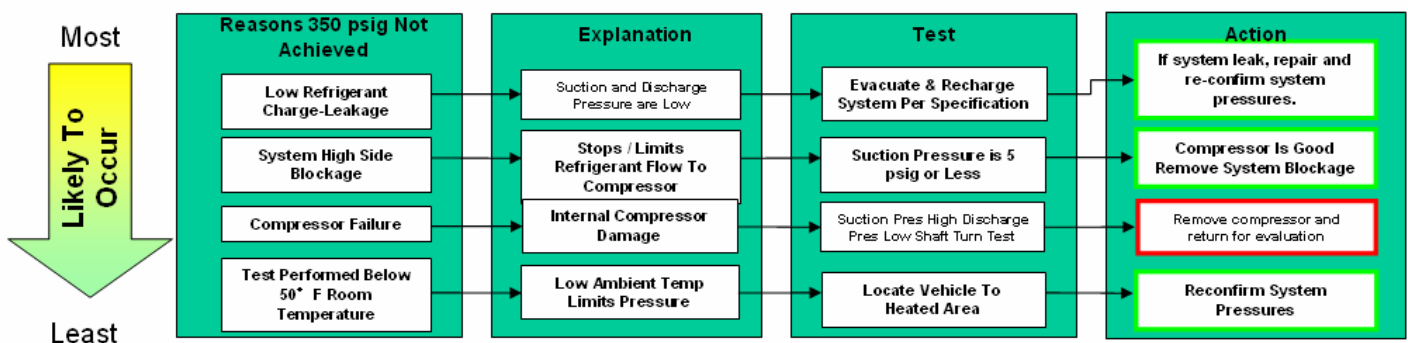 Most
Likely To
Occur
Least
Reasons 350 psig Not
Achieved
Explanation
Test
Action
Low Refrigerant
Charge-Leakage
Suction and Discharge
Pressure are Low
Evacuate & Recharge
System Per Specification
If system leak, repair and
re-confirm system
pressures.
System High Side
Blockage
Stops / Limits
Refrigerant Flow To
Compressor
Suction Pressure is 5
psig or Less
Compressor Is Good
Remove System Blockage
Compressor Failure
Internal Compressor
Damage
Suction Pres High Discharge
Pres Low Shaft Turn Test
Remove compressor and
return for evaluation
Test Performed Below
50° F Room
Temperature
Low Ambient Temp
Limits Pressure
Locate Vehicle To
Heated Area
Reconfirm System
Pressures